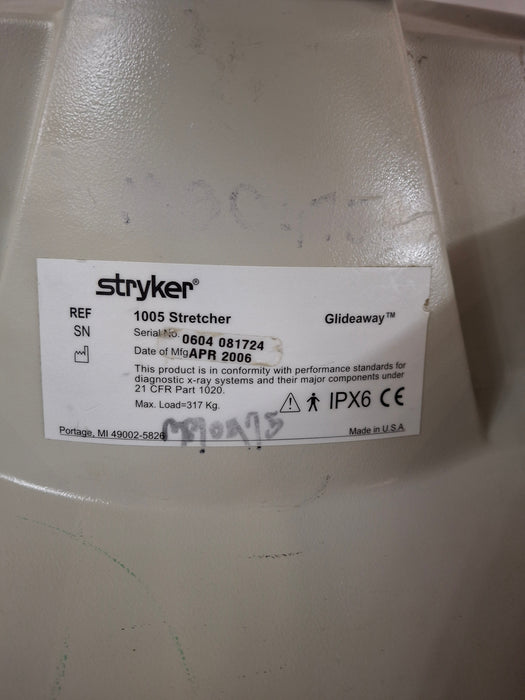 stryker®
REF 1005 Stretcher Glideaway™
SN Serial No. 0604 081724
Date of Mfg APR 2006
This product is in conformity with performance standards for
diagnostic x-ray systems and their major components under
21 CFR Part 1020.
Max. Load=317 Kg. IPX6 CE
Portage, MI 49002-5826 Made in U.S.A.